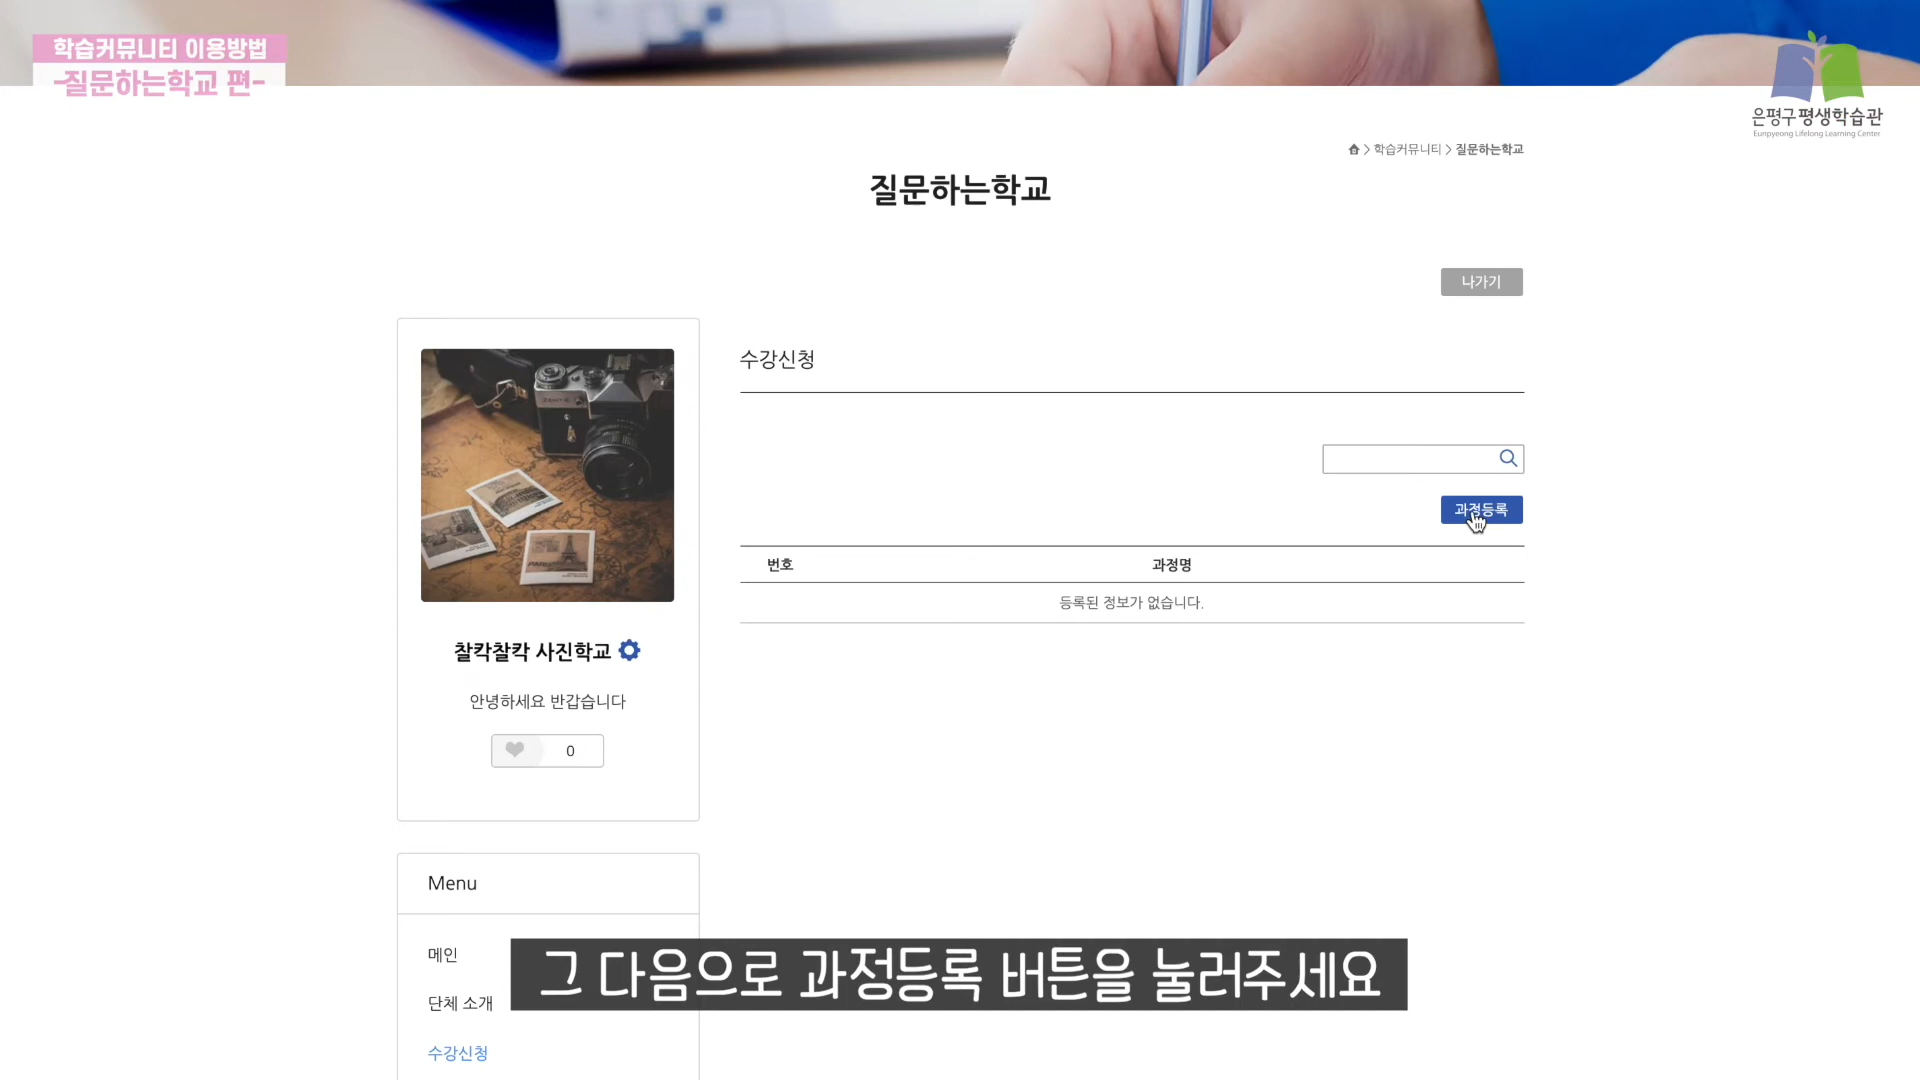 학습커뮤니티 이용방법
-질문하는학교 편-
은평구평생학습관
Eunpyeong Lifelong Learning Center
> 학습커뮤니티 > 질문하는학교
질문하는학교
나가기
수강신청
과정등록
번호 과정명
등록된 정보가 없습니다.
ZENIT-E
PARIS
찰칵찰칵 사진학교
안녕하세요 반갑습니다
0
Menu
메인
단체 소개
수강신청
그 다음으로 과정등록 버튼을 눌러주세요